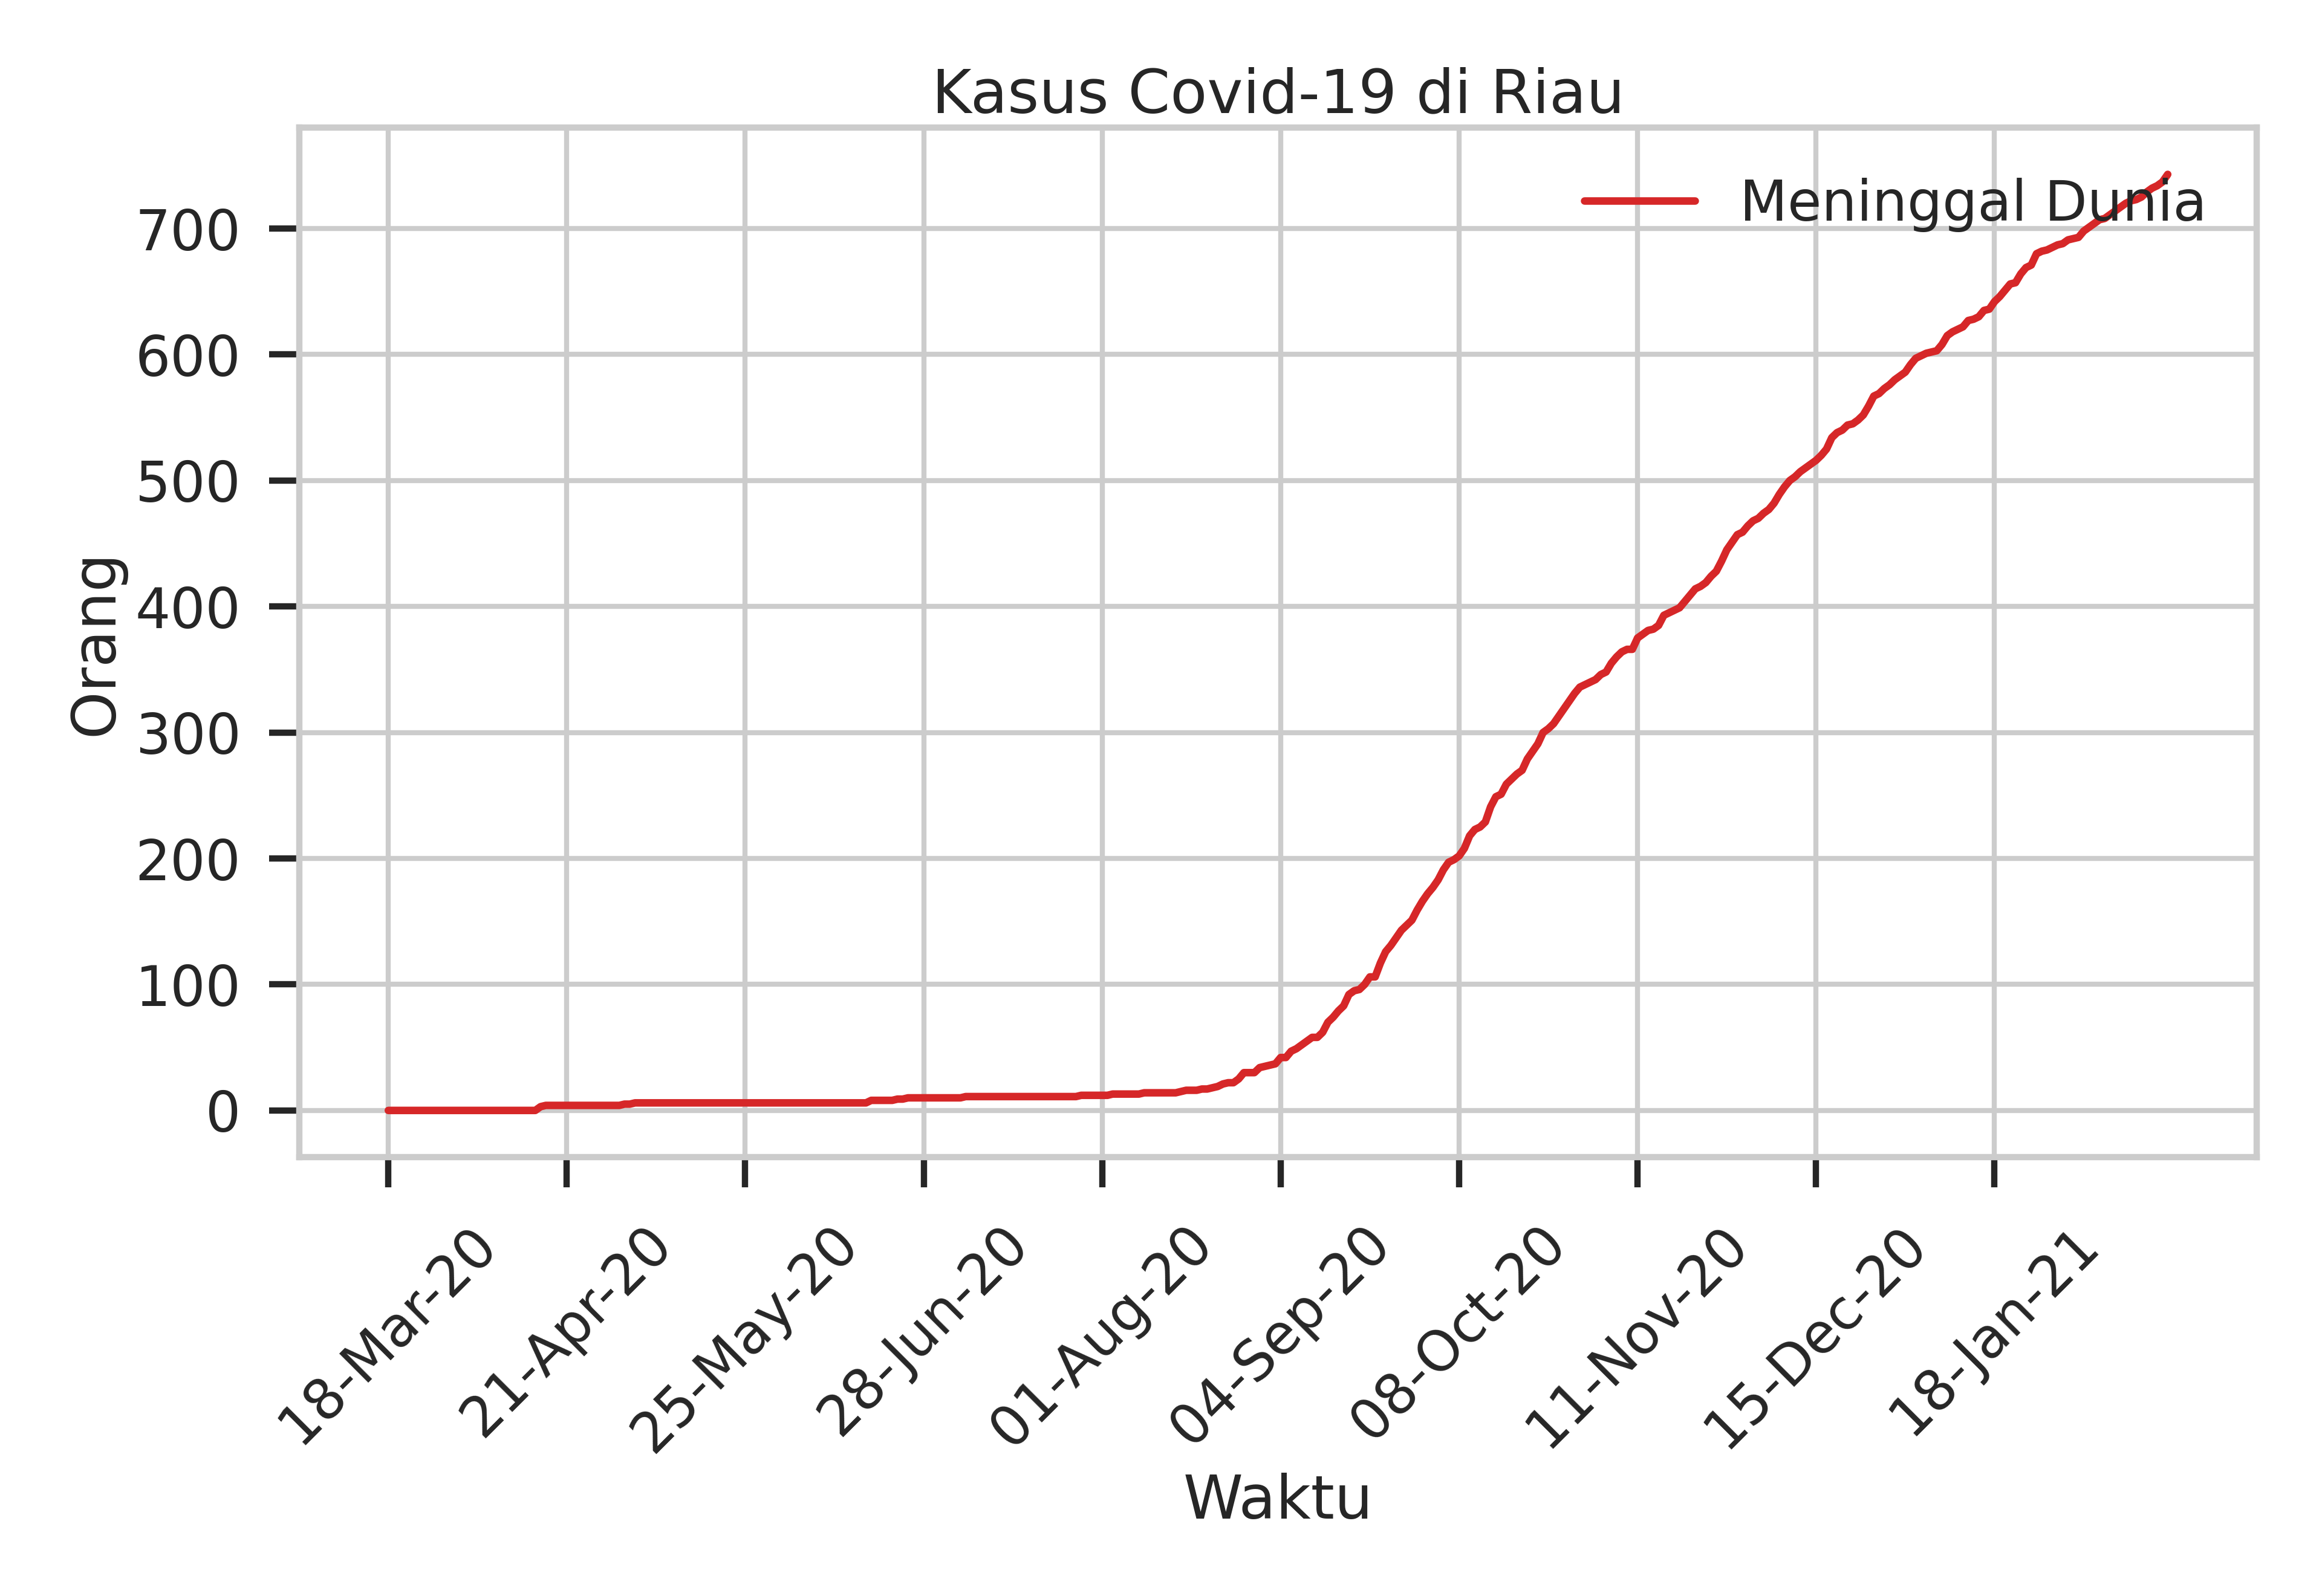 Kasus Covid-19 di Riau
Meninggal Dunia
Orang
700
600
500
400
300
200
100
0
18-Mar-20
21-Apr-20
25-May-20
28-Jun-20
01-Aug-20
04-Sep-20
08-Oct-20
11-Nov-20
15-Dec-20
18-Jan-21
Waktu